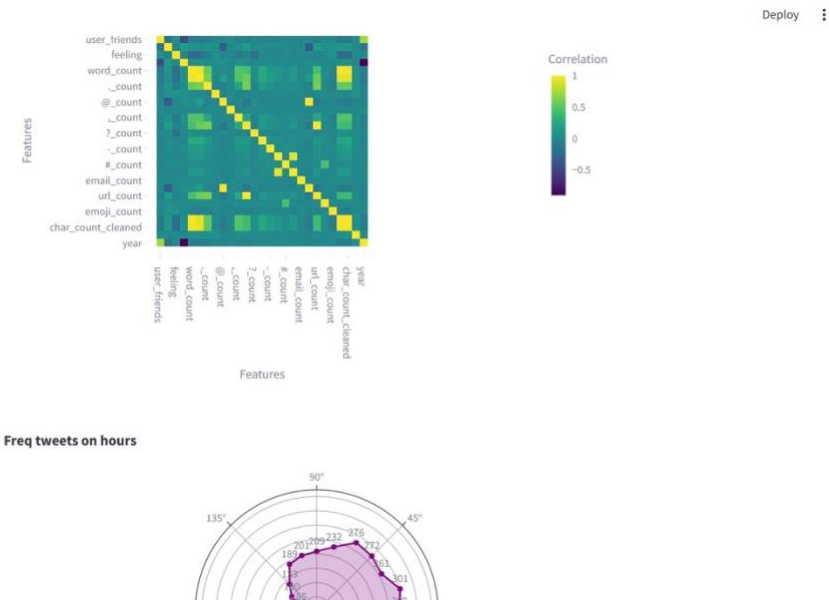 Deploy
user_friends
feeling
word_count
._count
@_count
,_count
?_count
-_count
#_count
email_count
url_count
emoji_count
char_count_cleaned
year
Features
Correlation
1
0.5
0
−0.5
user_friends
feeling
word_count
._count
@_count
,_count
?_count
-_count
#_count
email_count
url_count
emoji_count
char_count_cleaned
year
Features
Freq tweets on hours
90°
135°
45°
276
232
209
201
272
189
301